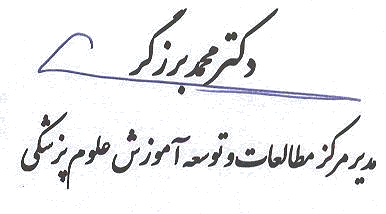 دکتر محمد برزگر
مدیر مرکز مطالعات و توسعه آموزش علوم پزشکی